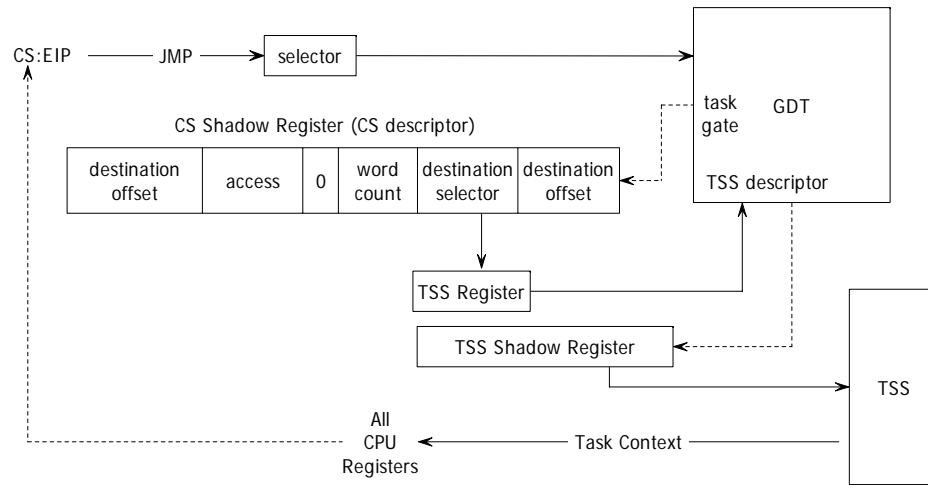 CS:EIP JMP selector
task GDT
gate
CS Shadow Register (CS descriptor)
destination access 0 word destination destination
offset count selector offset
TSS descriptor
TSS Register
TSS Shadow Register
TSS
All
CPU Task Context
Registers